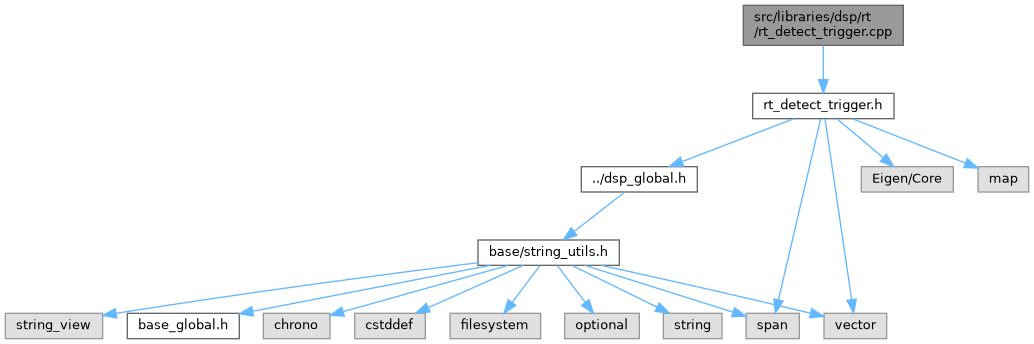 src/libraries/dsp/rt
/rt_detect_trigger.cpp
rt_detect_trigger.h
../dsp_global.h
Eigen/Core
map
base/string_utils.h
string_view
base_global.h
chrono
cstddef
filesystem
optional
string
span
vector